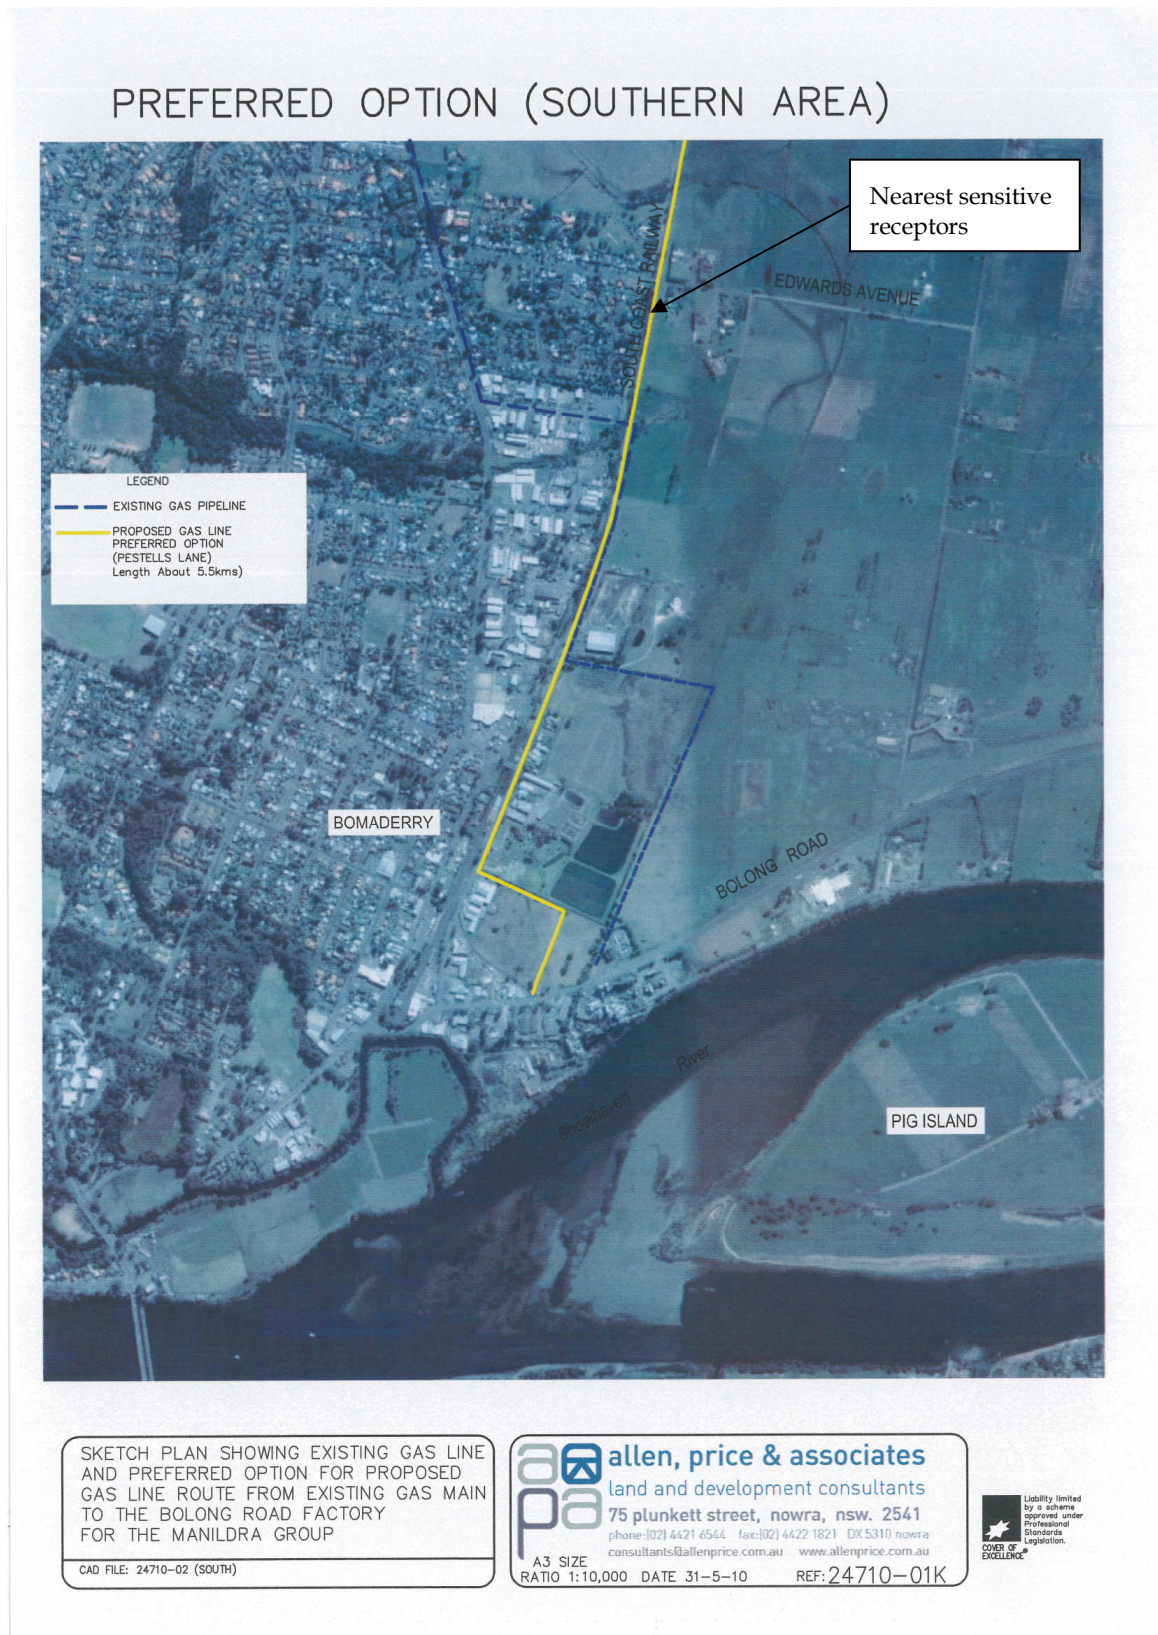 PREFERRED OPTION (SOUTHERN AREA)
Nearest sensitive
receptors
SOUTH COAST RAILWAY
EDWARDS AVENUE
LEGEND
EXISTING GAS PIPELINE
PROPOSED GAS LINE
PREFERRED OPTION
(PESTELLS LANE)
Length About 5.5kms)
BOMADERRY
BOLONG ROAD
Shoalhaven River
PIG ISLAND
SKETCH PLAN SHOWING EXISTING GAS LINE
AND PREFERRED OPTION FOR PROPOSED
GAS LINE ROUTE FROM EXISTING GAS MAIN
TO THE BOLONG ROAD FACTORY
FOR THE MANILDRA GROUP
CAD FILE: 24710-02 (SOUTH)
akpa
allen, price & associates
land and development consultants
75 plunkett street, nowra, nsw. 2541
phone:(02) 4421 6544 fax:(02) 4422 1821 DX 5310 nowra
consultants@allenprice.com.au www.allenprice.com.au
A3 SIZE
RATIO 1:10,000 DATE 31-5-10 REF: 24710-01K
COVER OF
EXCELLENCE®
Liability limited
by a scheme
approved under
Professional
Standards
Legislation.